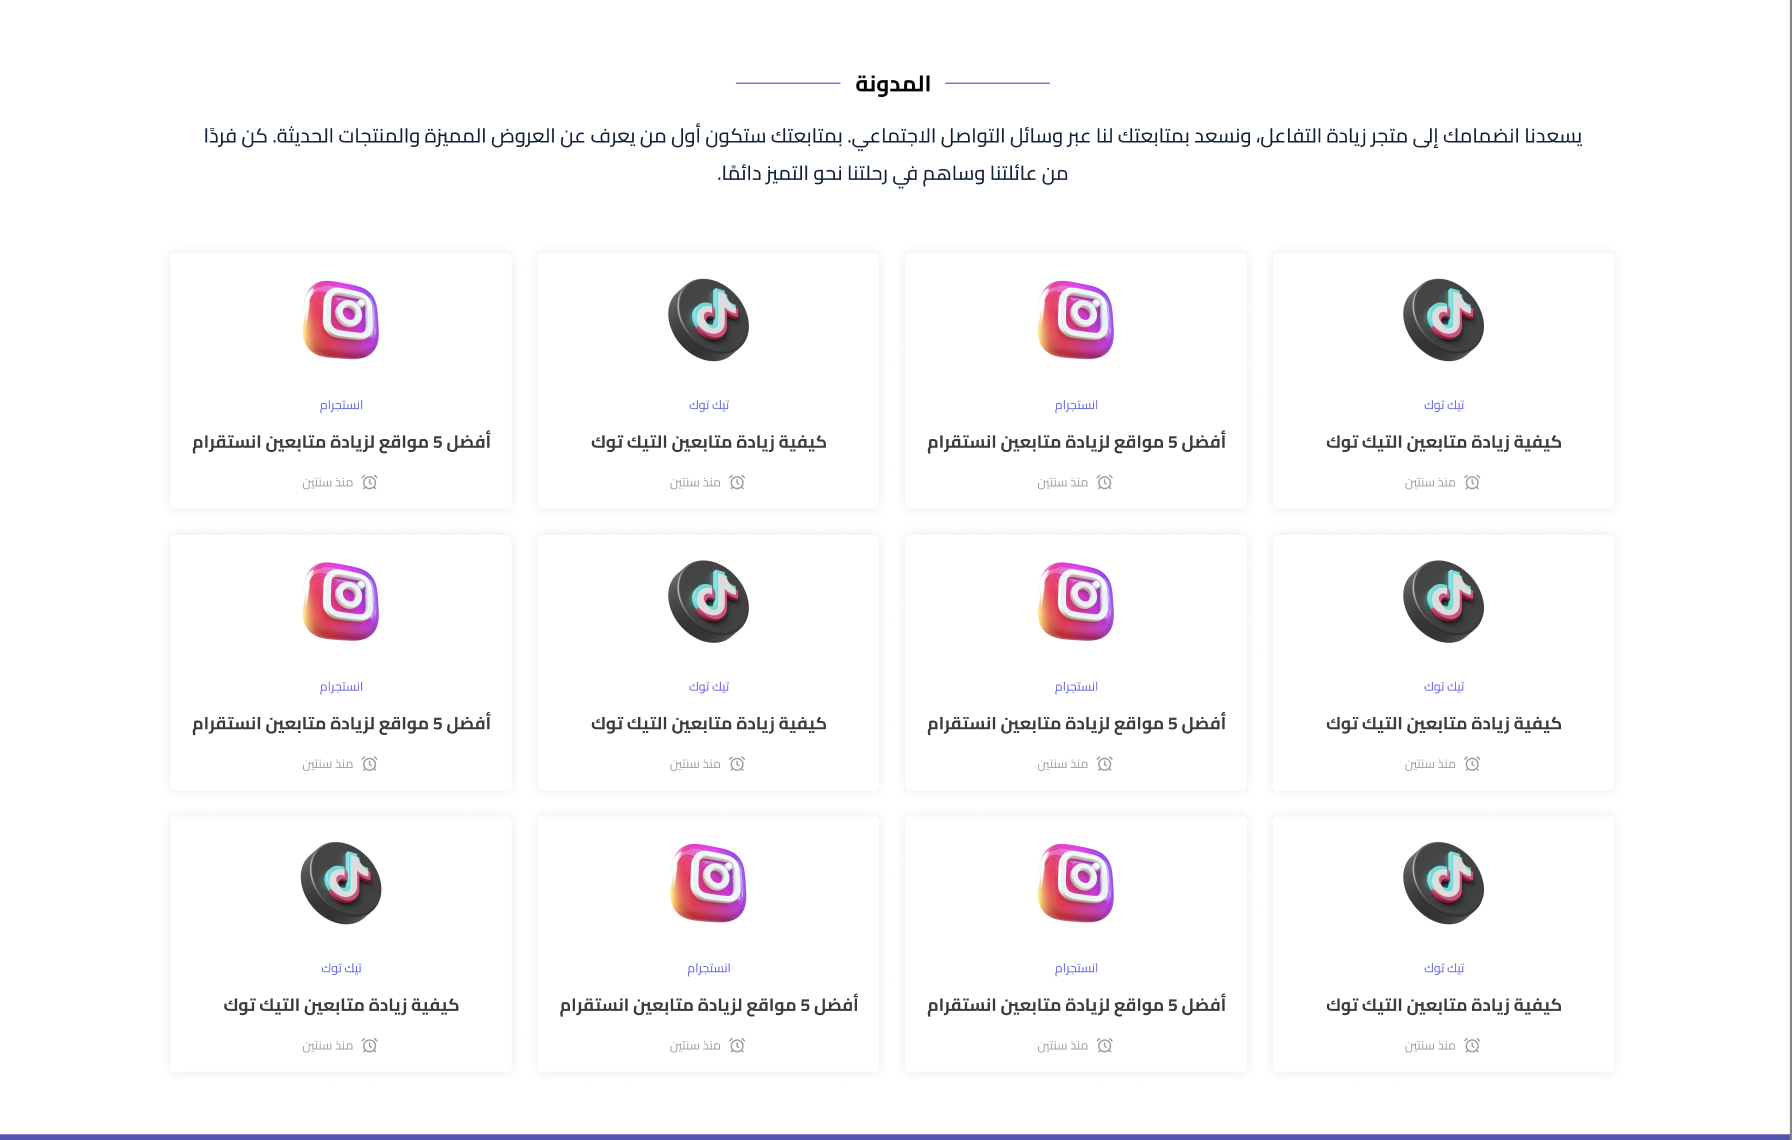 المدونة
يسعدنا انضمامك إلى متجر زيادة التفاعل، ونسعد بمتابعتك لنا عبر وسائل التواصل الاجتماعي. بمتابعتك ستكون أول من يعرف عن العروض المميزة والمنتجات الحديثة. كن فردًا
من عائلتنا وساهم في رحلتنا نحو التميز دائمًا.
تيك توك
كيفية زيادة متابعين التيك توك
منذ سنتين
انستجرام
أفضل 5 مواقع لزيادة متابعين انستقرام
منذ سنتين
تيك توك
كيفية زيادة متابعين التيك توك
منذ سنتين
انستجرام
أفضل 5 مواقع لزيادة متابعين انستقرام
منذ سنتين
تيك توك
كيفية زيادة متابعين التيك توك
منذ سنتين
انستجرام
أفضل 5 مواقع لزيادة متابعين انستقرام
منذ سنتين
تيك توك
كيفية زيادة متابعين التيك توك
منذ سنتين
انستجرام
أفضل 5 مواقع لزيادة متابعين انستقرام
منذ سنتين
تيك توك
كيفية زيادة متابعين التيك توك
منذ سنتين
انستجرام
أفضل 5 مواقع لزيادة متابعين انستقرام
منذ سنتين
انستجرام
أفضل 5 مواقع لزيادة متابعين انستقرام
منذ سنتين
تيك توك
كيفية زيادة متابعين التيك توك
منذ سنتين